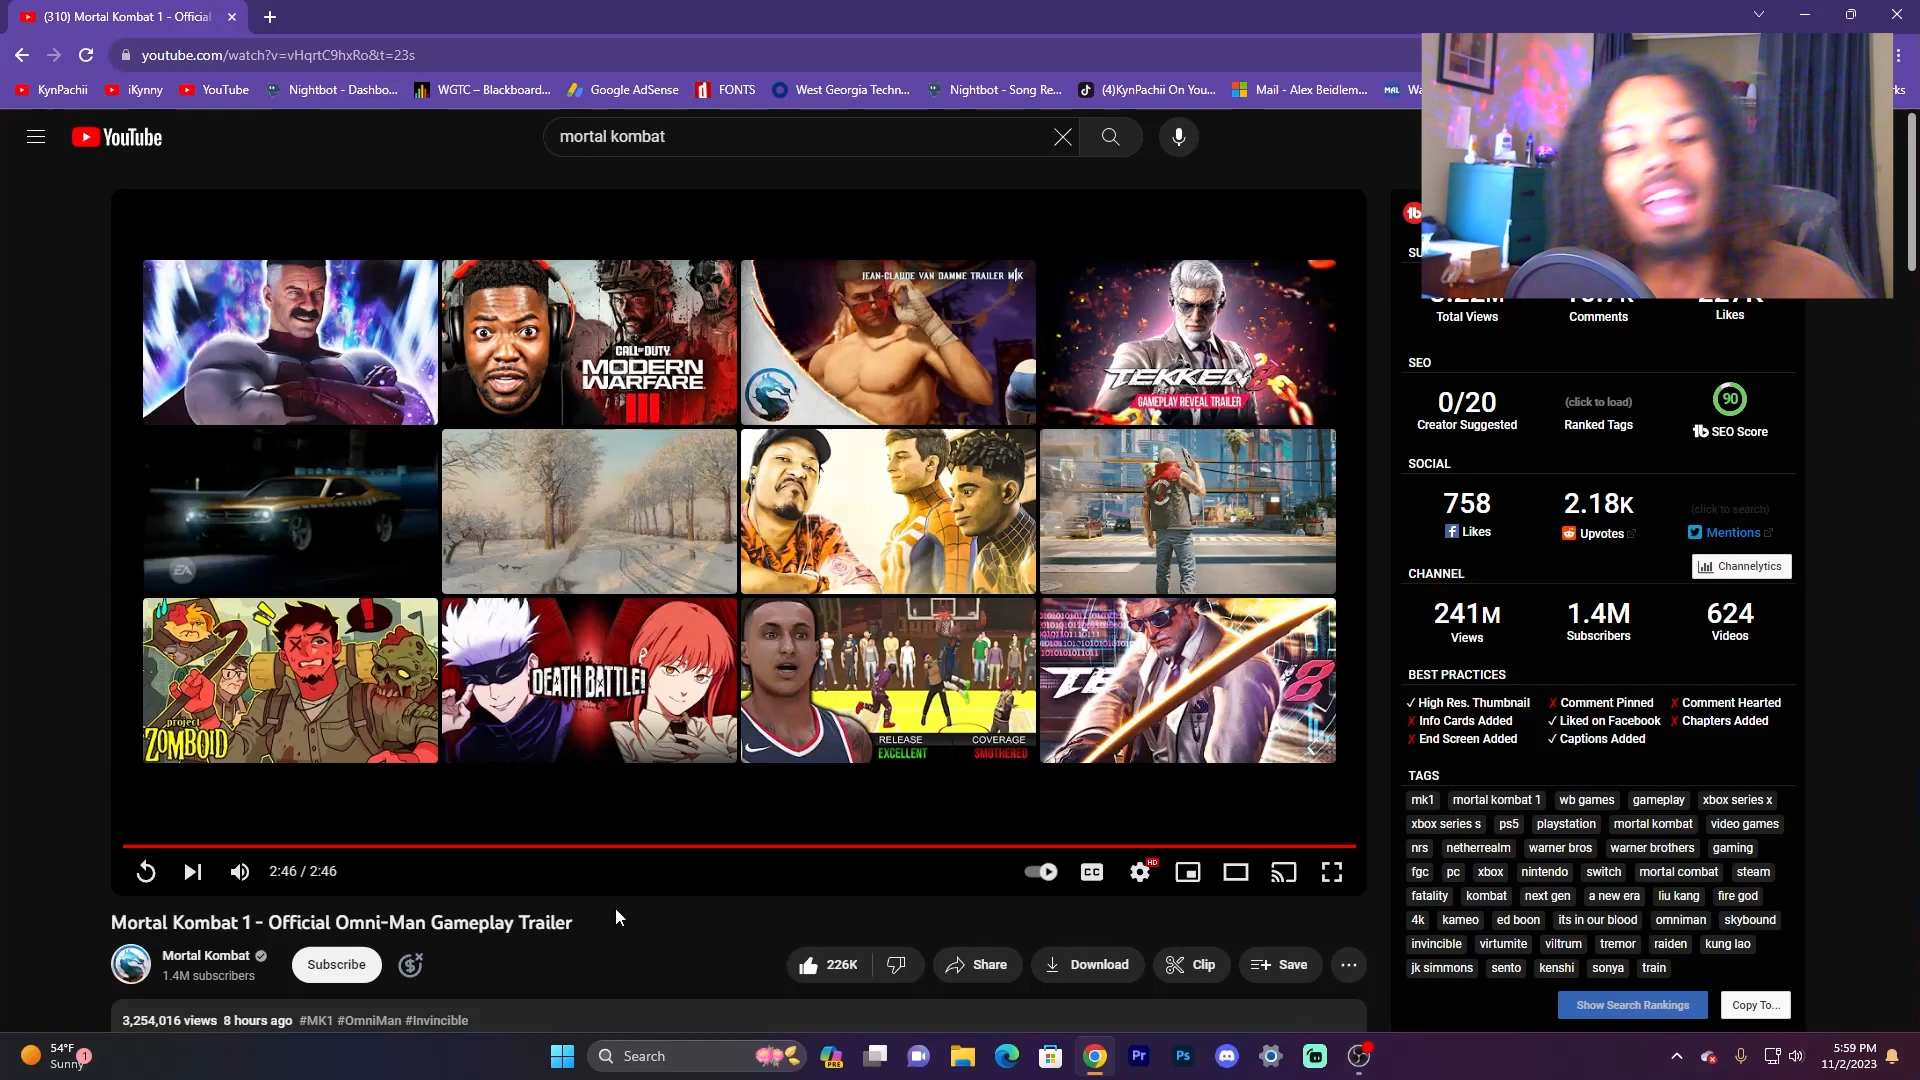 (310) Mortal Kombat 1 - Official
youtube.com/watch?v=vHqrtC9hxRo&t=23s
KynPachii
iKynny
YouTube
Nightbot - Dashbo...
WGTC – Blackboard...
Google AdSense
FONTS
West Georgia Techn...
Nightbot - Song Re...
(4)KynPachii On You...
Mail - Alex Beidlem...
MAL
YouTube
mortal kombat
JEAN-CLAUDE VAN DAMME TRAILER MK
CALL OF DUTY
MODERN
WARFARE
III
TEKKEN 8
GAMEPLAY REVEAL TRAILER
EA
project
ZOMBOID
DEATH BATTLE!
RELEASE
EXCELLENT
COVERAGE
SMOTHERED
8
2:46 / 2:46
CC
HD
Mortal Kombat 1 - Official Omni-Man Gameplay Trailer
Mortal Kombat
1.4M subscribers
Subscribe
226K
Share
Download
Clip
Save
3,254,016 views 8 hours ago #MK1 #OmniMan #Invincible
tb
Total Views
Comments
Likes
SEO
0/20
Creator Suggested
(click to load)
Ranked Tags
90
tb SEO Score
SOCIAL
758
Likes
2.18K
Upvotes
(click to search)
Mentions
CHANNEL
Channelytics
241M
Views
1.4M
Subscribers
624
Videos
BEST PRACTICES
✓ High Res. Thumbnail ✗ Comment Pinned ✗ Comment Hearted
✗ Info Cards Added ✓ Liked on Facebook ✗ Chapters Added
✗ End Screen Added ✓ Captions Added
TAGS
mk1 mortal kombat 1 wb games gameplay xbox series x
xbox series s ps5 playstation mortal kombat video games
nrs netherrealm warner bros warner brothers gaming
fgc pc xbox nintendo switch mortal combat steam
fatality kombat next gen a new era liu kang fire god
4k kameo ed boon its in our blood omniman skybound
invincible virtumite viltrum tremor raiden kung lao
jk simmons sento kenshi sonya train
Show Search Rankings
Copy To...
54°F
Sunny
1
Search
PRE
Pr
Ps
5:59 PM
11/2/2023